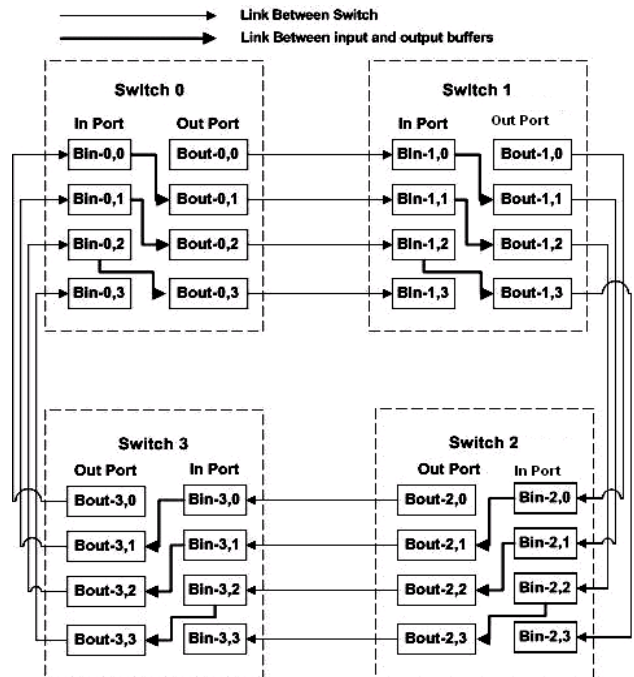 Link Between Switch
Link Between input and output buffers
Switch 0
In Port Out Port
Bin-0,0 Bout-0,0
Bin-0,1 Bout-0,1
Bin-0,2 Bout-0,2
Bin-0,3 Bout-0,3
Switch 1
In Port Out Port
Bin-1,0 Bout-1,0
Bin-1,1 Bout-1,1
Bin-1,2 Bout-1,2
Bin-1,3 Bout-1,3
Switch 3
Out Port In Port
Bout-3,0 Bin-3,0
Bout-3,1 Bin-3,1
Bout-3,2 Bin-3,2
Bout-3,3 Bin-3,3
Switch 2
Out Port In Port
Bout-2,0 Bin-2,0
Bout-2,1 Bin-2,1
Bout-2,2 Bin-2,2
Bout-2,3 Bin-2,3